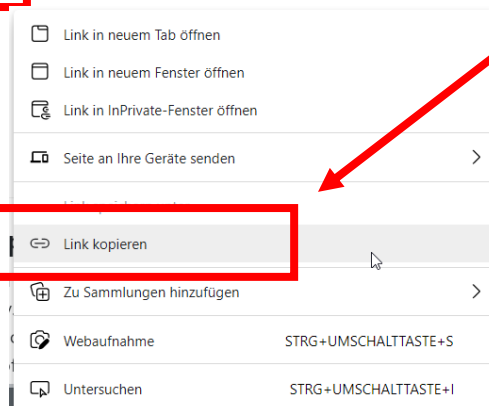 Link in neuem Tab öffnen
Link in neuem Fenster öffnen
Link in InPrivate-Fenster öffnen
Seite an Ihre Geräte senden
Link kopieren
Zu Sammlungen hinzufügen
Webaufnahme STRG+UMSCHALTTASTE+S
Untersuchen STRG+UMSCHALTTASTE+I